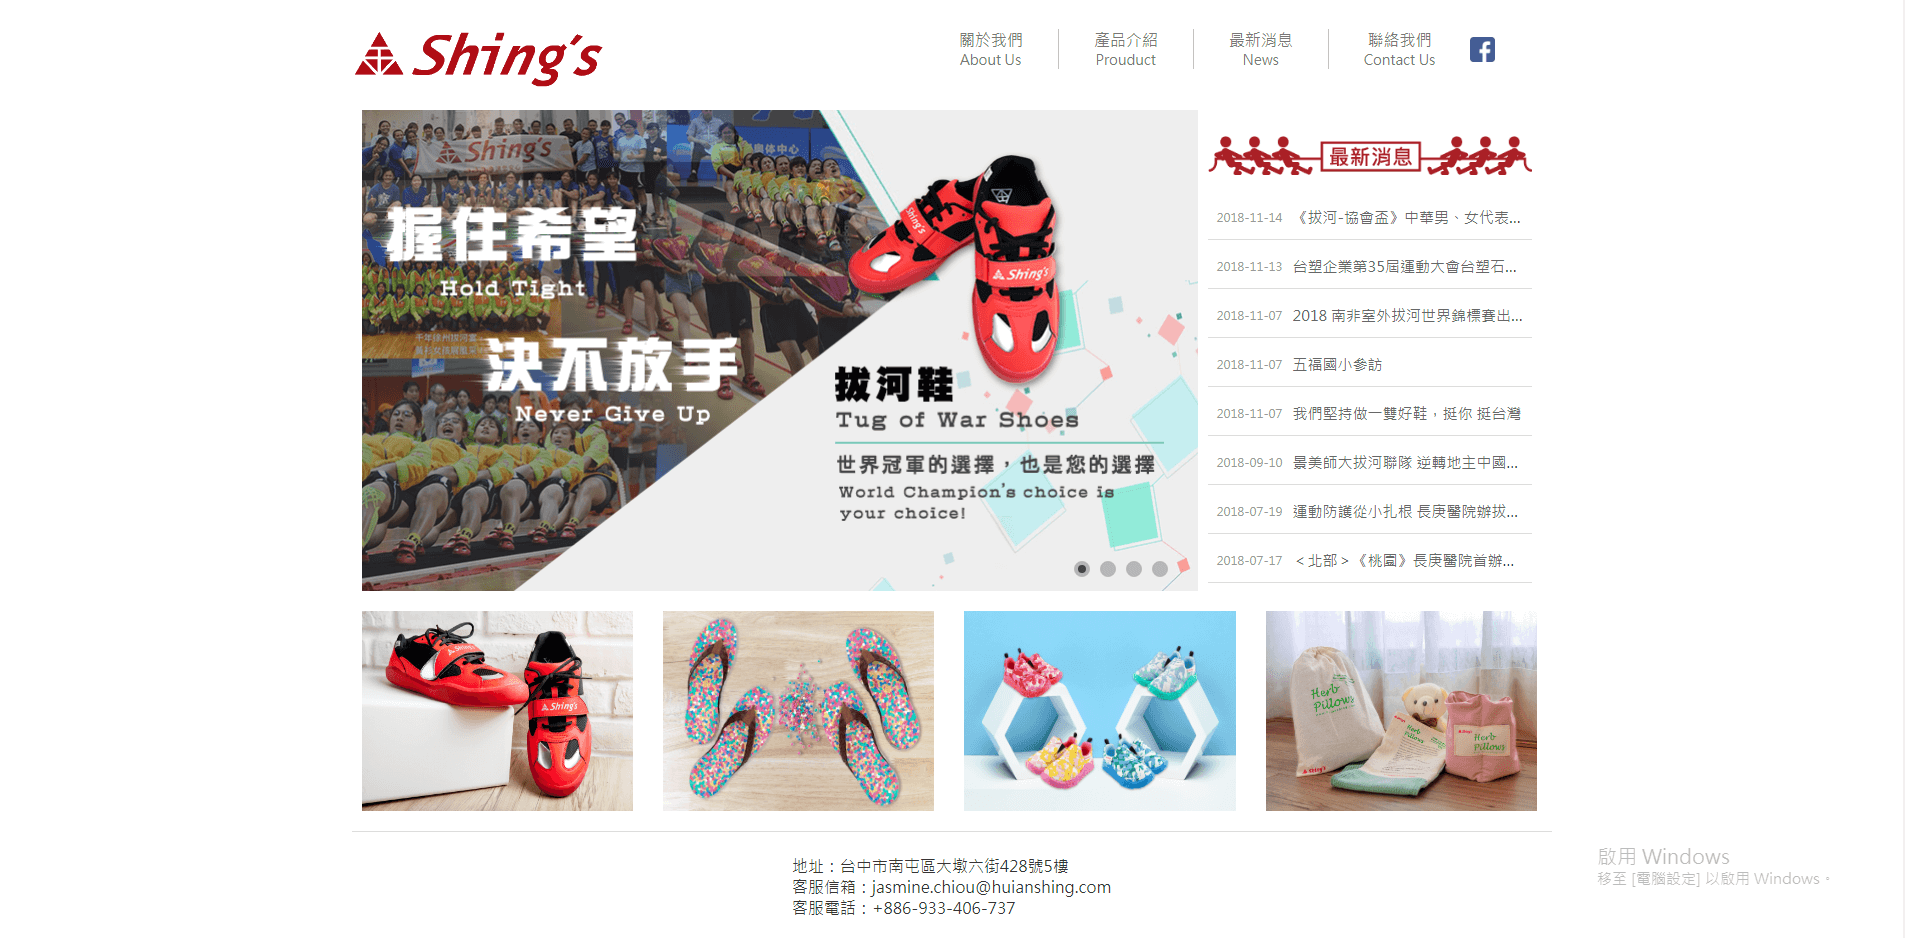 Shing's
關於我們
About Us
產品介紹
Prouduct
最新消息
News
聯絡我們
Contact Us
Shing's
奧体中心
握住希望
Hold Tight
決不放手
Never Give Up
Shing's
Shing's
拔河鞋
Tug of War Shoes
世界冠軍的選擇，也是您的選擇
World Champion's choice is
your choice!
最新消息
2018-11-14 《拔河-協會盃》中華男、女代表...
2018-11-13 台塑企業第35屆運動大會台塑石...
2018-11-07 2018 南非室外拔河世界錦標賽出...
2018-11-07 五福國小參訪
2018-11-07 我們堅持做一雙好鞋，挺你 挺台灣
2018-09-10 景美師大拔河聯隊 逆轉地主中國...
2018-07-19 運動防護從小扎根 長庚醫院辦拔...
2018-07-17 ＜北部＞《桃園》長庚醫院首辦...
Shing's
Shing's
Herb
Pillows
Shing's
Herb
Pillows
Herb
Pillows
地址：台中市南屯區大墩六街428號5樓
客服信箱：jasmine.chiou@huianshing.com
客服電話：+886-933-406-737
啟用 Windows
移至 [電腦設定] 以啟用 Windows。